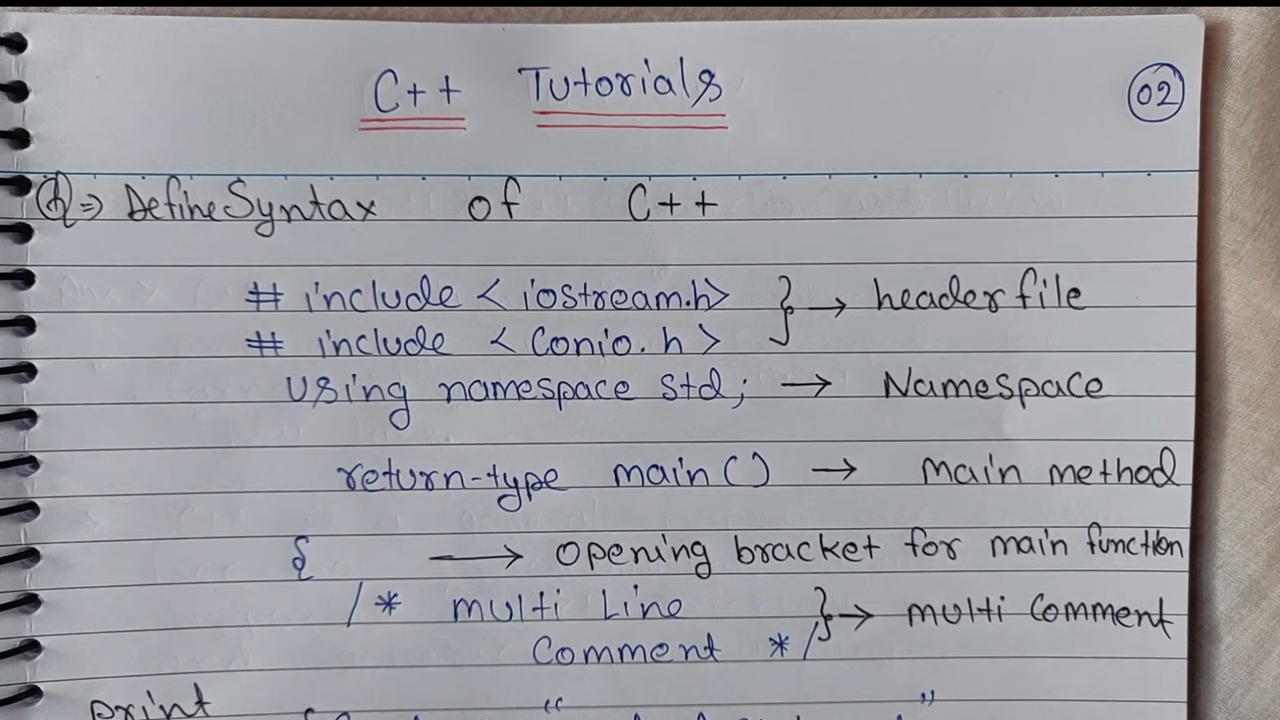 C++ Tutorials
02
Q⇒ Define Syntax of C++
# include < iostream.h> } → header file
# include < Conio.h >
Using namespace std; → Namespace
return-type main() → main method
{ → opening bracket for main function
/* multi Line } → multi Comment
Comment */
print
“ ”